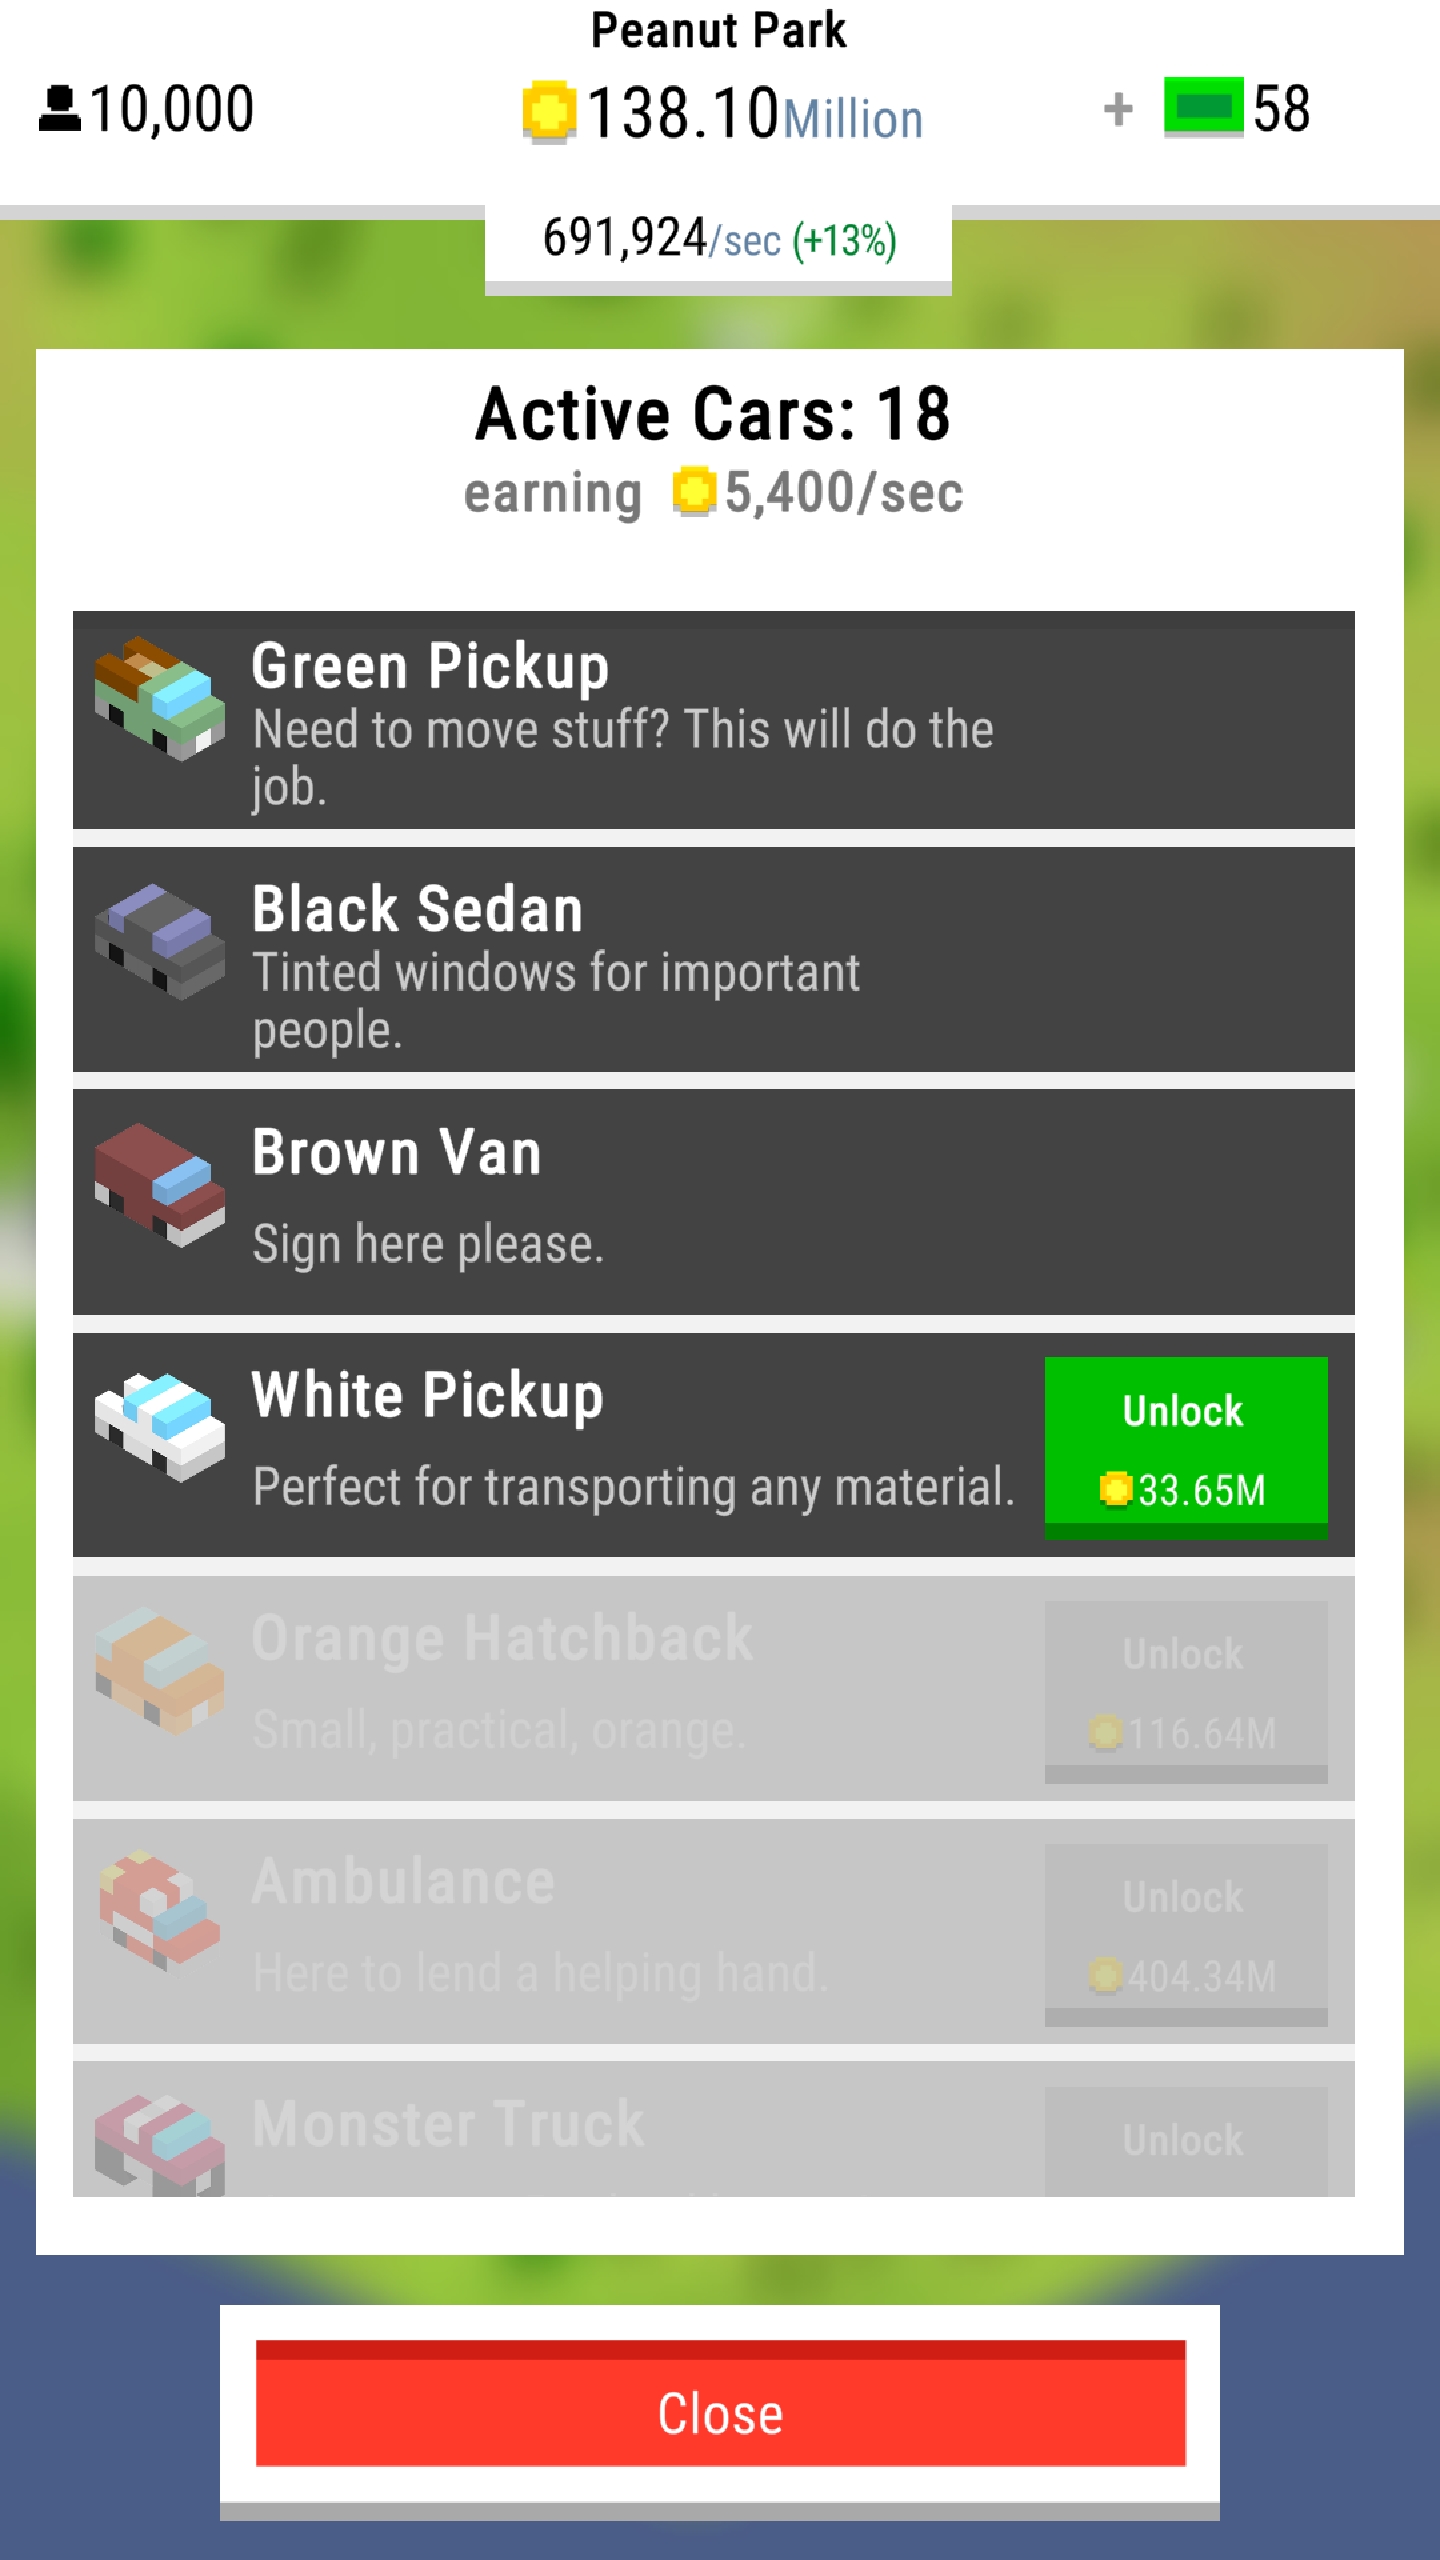 Peanut Park
10,000
138.10Million
+ 58
691,924/sec (+13%)
Active Cars: 18
earning 5,400/sec
Green Pickup
Need to move stuff? This will do the
job.
Black Sedan
Tinted windows for important
people.
Brown Van
Sign here please.
White Pickup
Perfect for transporting any material.
Unlock
33.65M
Orange Hatchback
Small, practical, orange.
Unlock
116.64M
Ambulance
Here to lend a helping hand.
Unlock
404.34M
Monster Truck
Unlock
Close